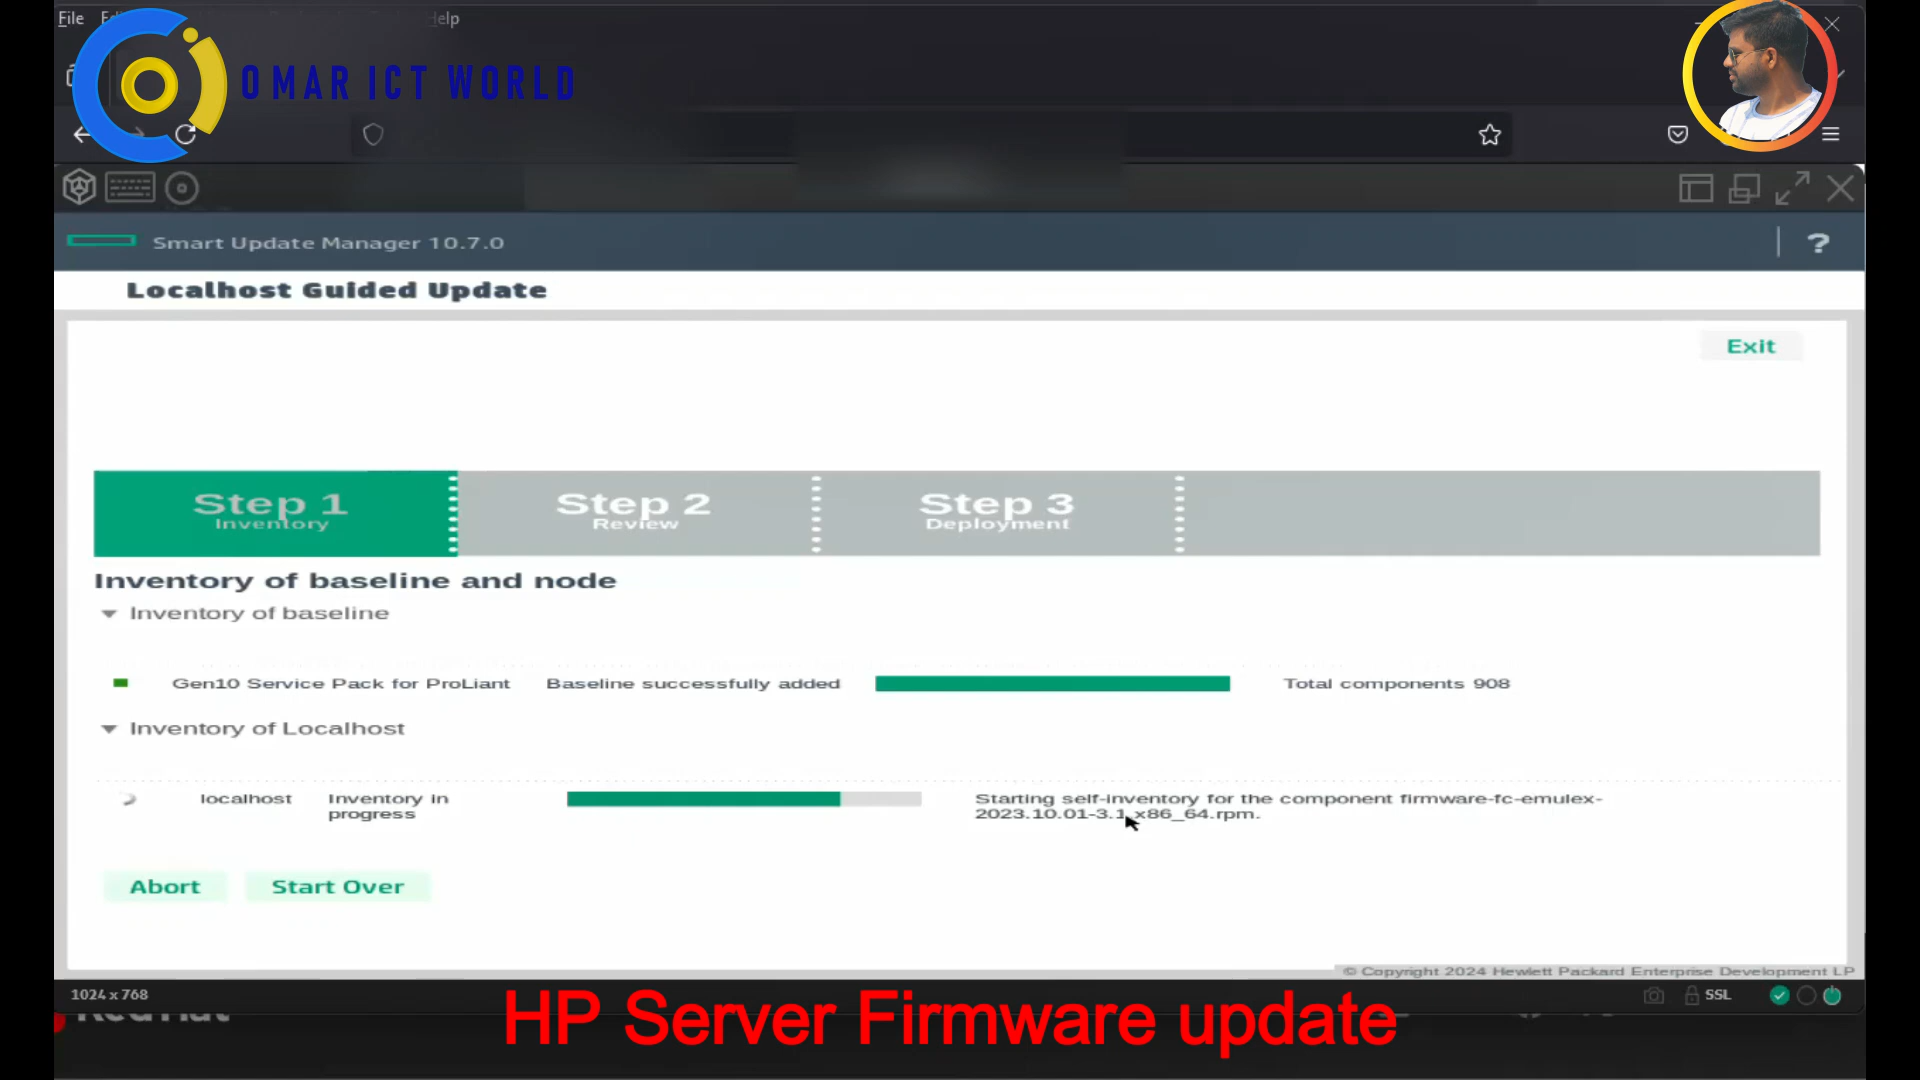 File
Help
OMAR ICT WORLD
Smart Update Manager 10.7.0
?
Localhost Guided Update
Exit
Step 1
Inventory
Step 2
Review
Step 3
Deployment
Inventory of baseline and node
Inventory of baseline
Gen10 Service Pack for ProLiant Baseline successfully added Total components 908
Inventory of Localhost
localhost Inventory in progress
Starting self-inventory for the component firmware-fc-emulex-
2023.10.01-3.1.x86_64.rpm.
Abort Start Over
© Copyright 2024 Hewlett Packard Enterprise Development LP
1024 x 768
SSL
HP Server Firmware update